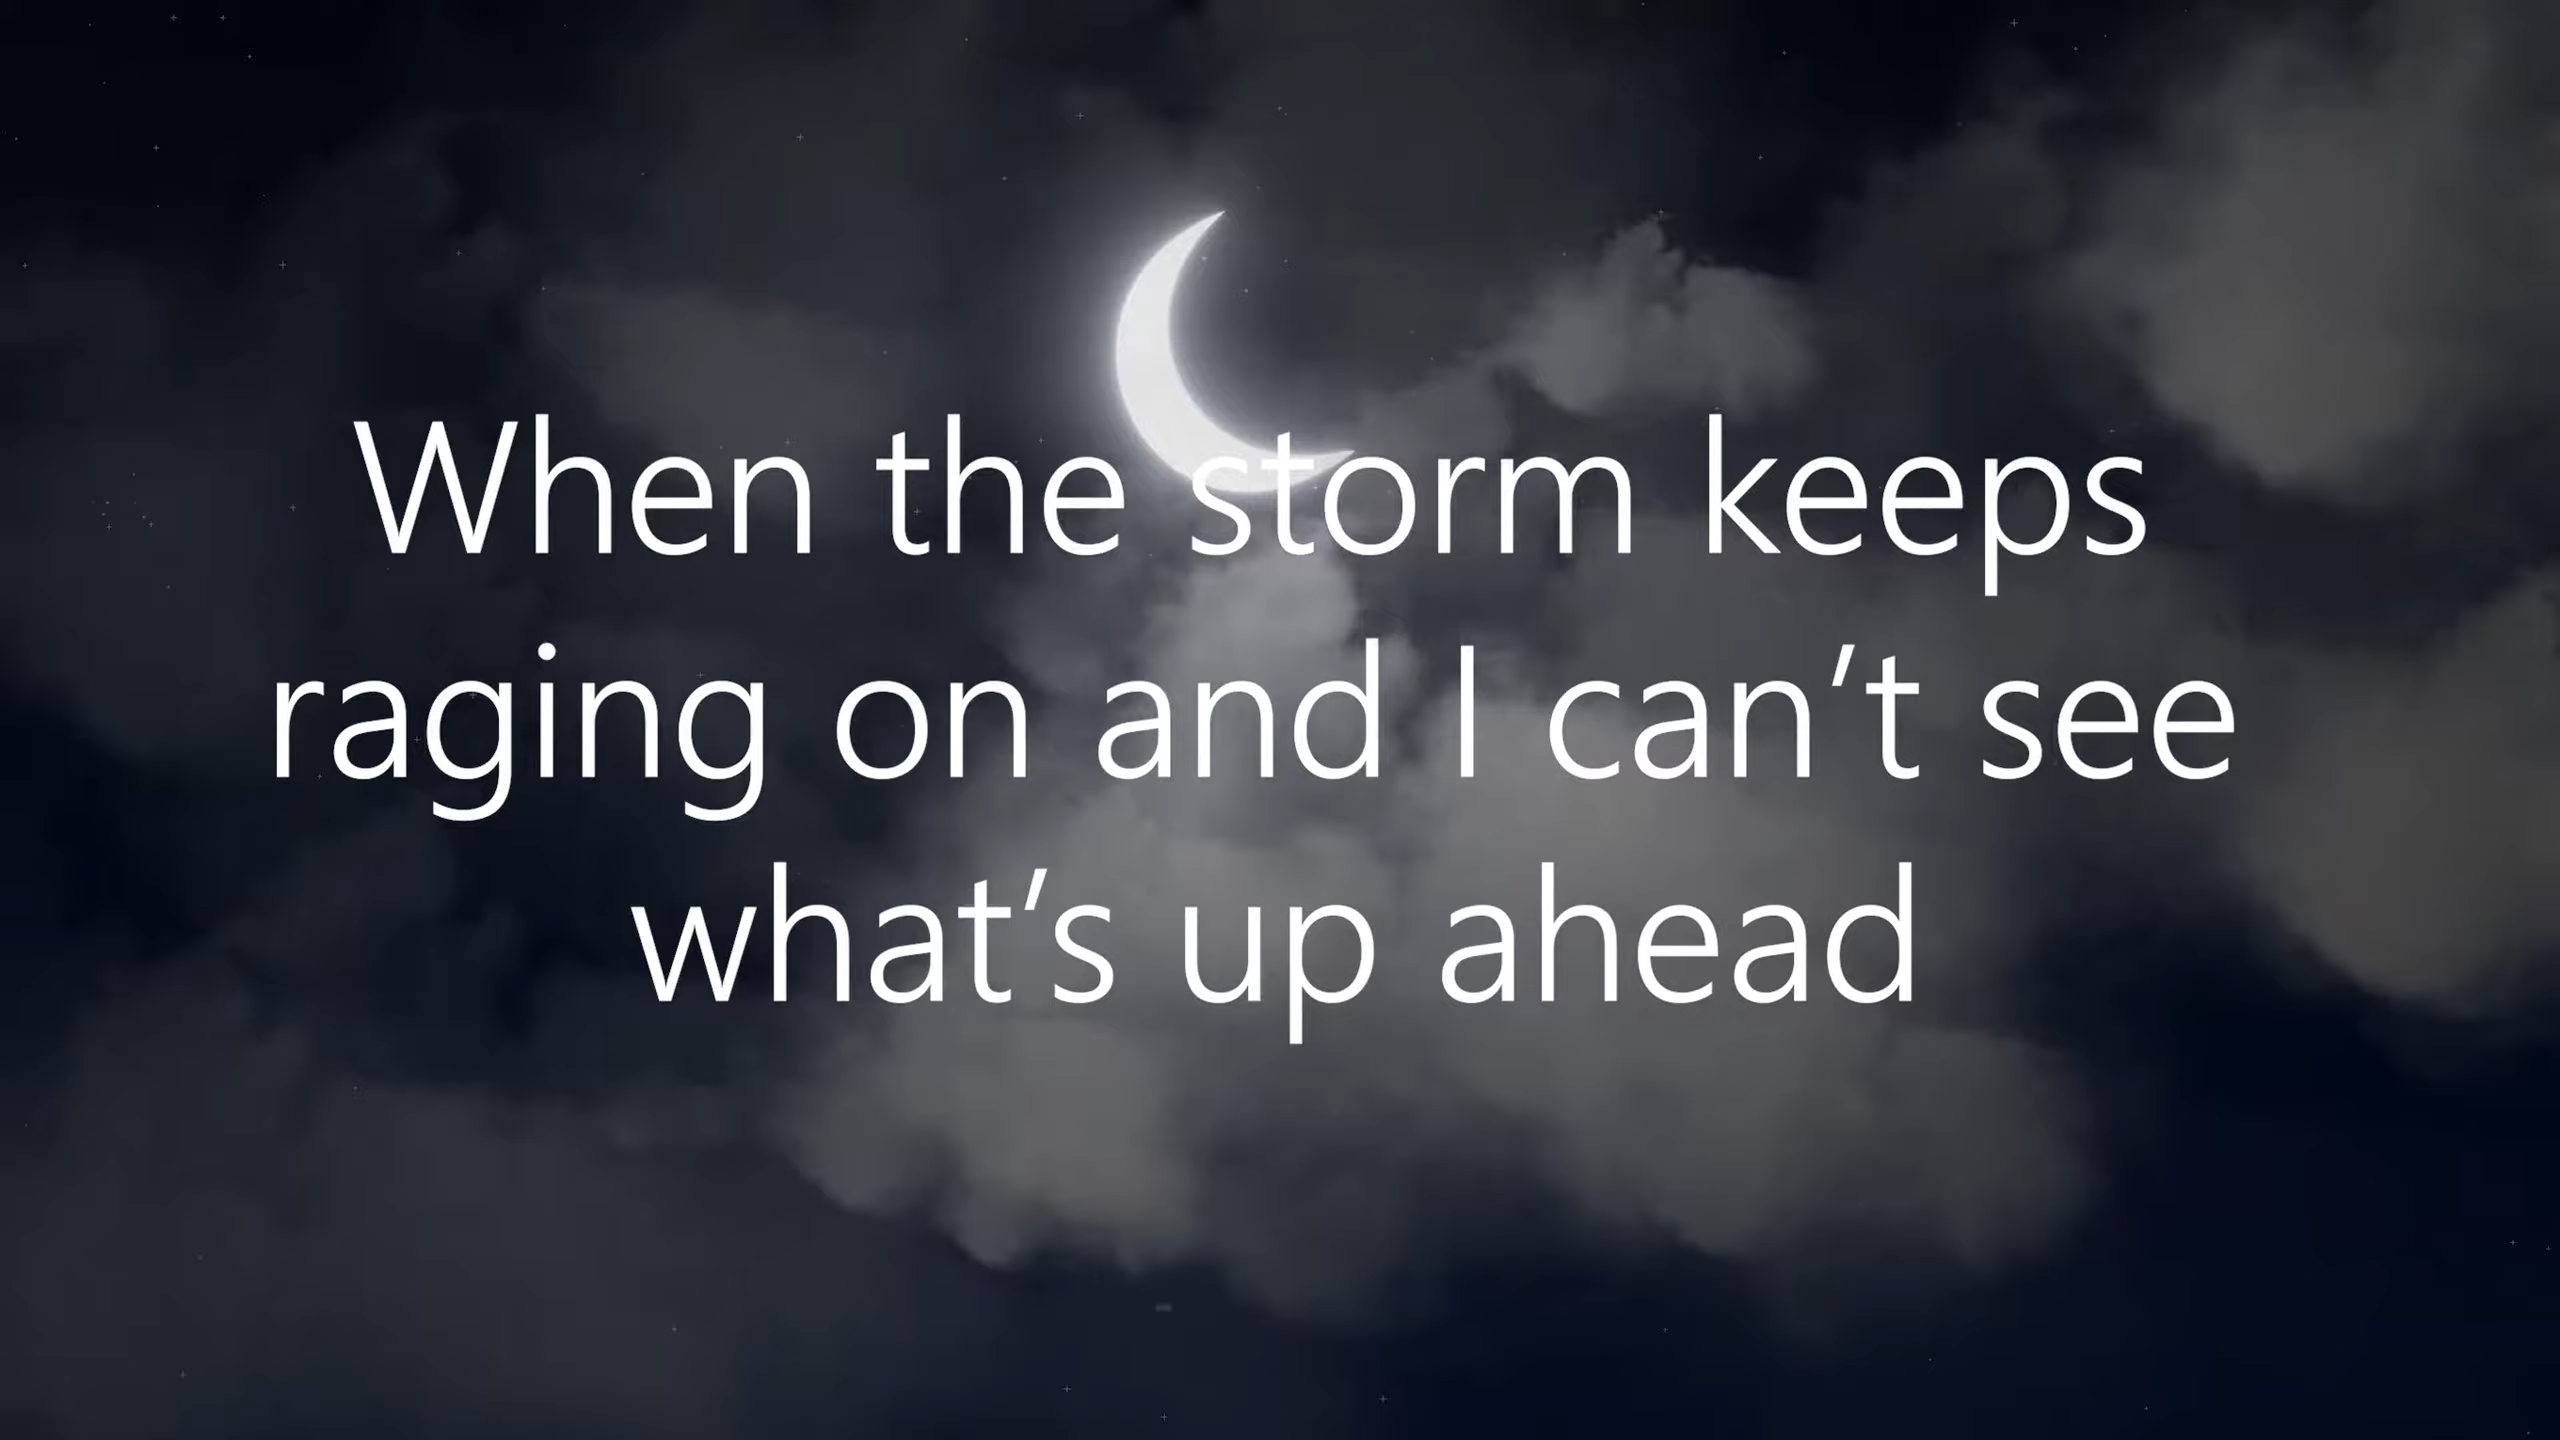 When the storm keeps
raging on and I can’t see
what’s up ahead